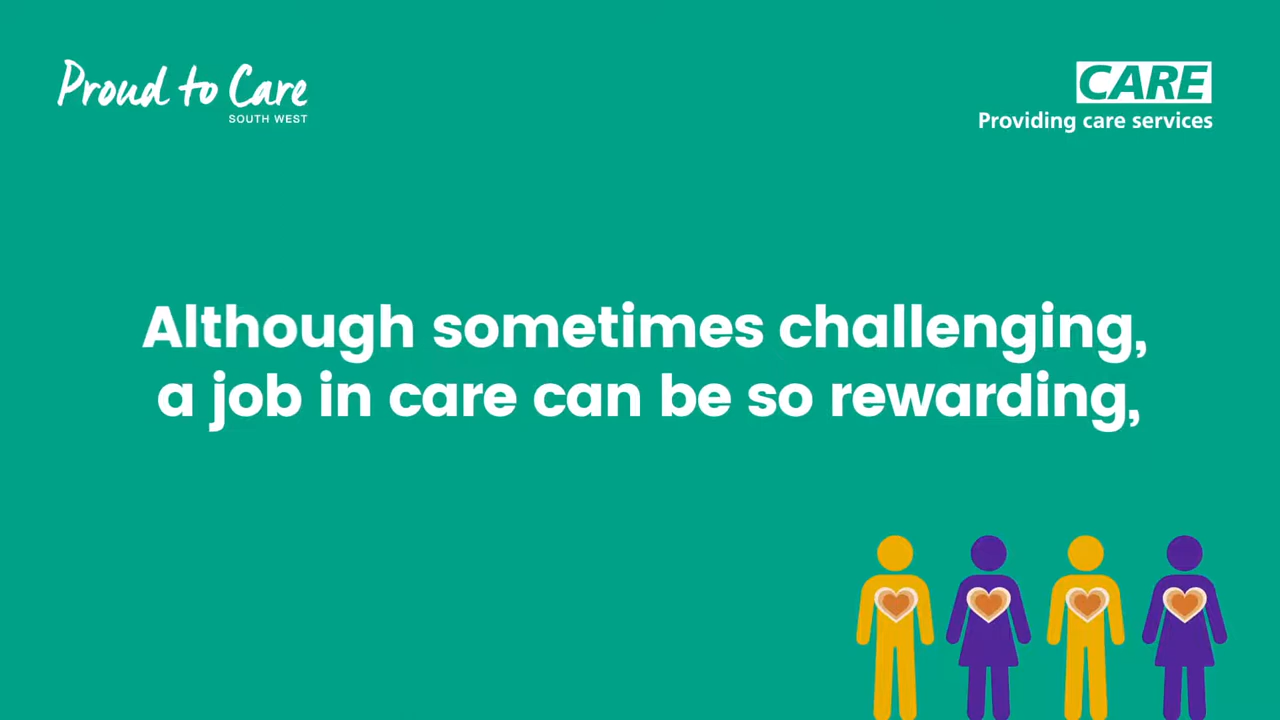 Proud to Care
SOUTH WEST
CARE
Providing care services
Although sometimes challenging,
a job in care can be so rewarding,